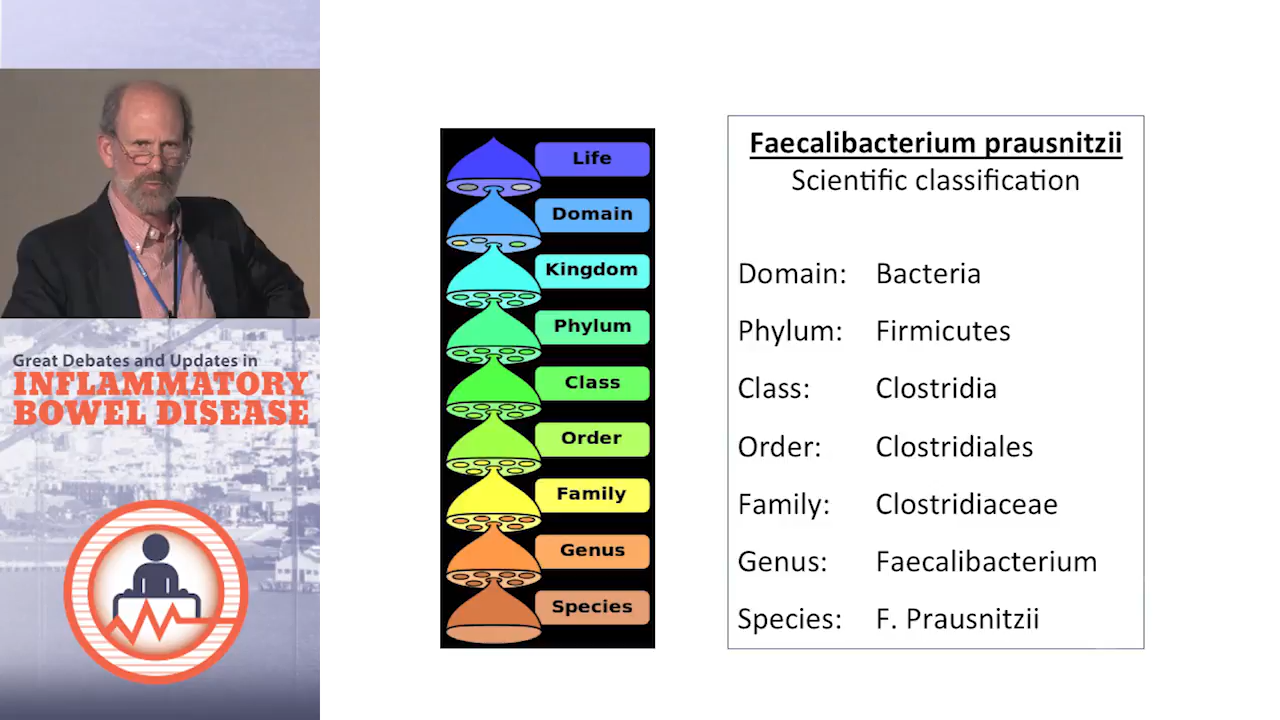 Great Debates and Updates in
INFLAMMATORY
BOWEL DISEASE
Life
Domain
Kingdom
Phylum
Class
Order
Family
Genus
Species
Faecalibacterium prausnitzii
Scientific classification
Domain: Bacteria
Phylum: Firmicutes
Class: Clostridia
Order: Clostridiales
Family: Clostridiaceae
Genus: Faecalibacterium
Species: F. Prausnitzii